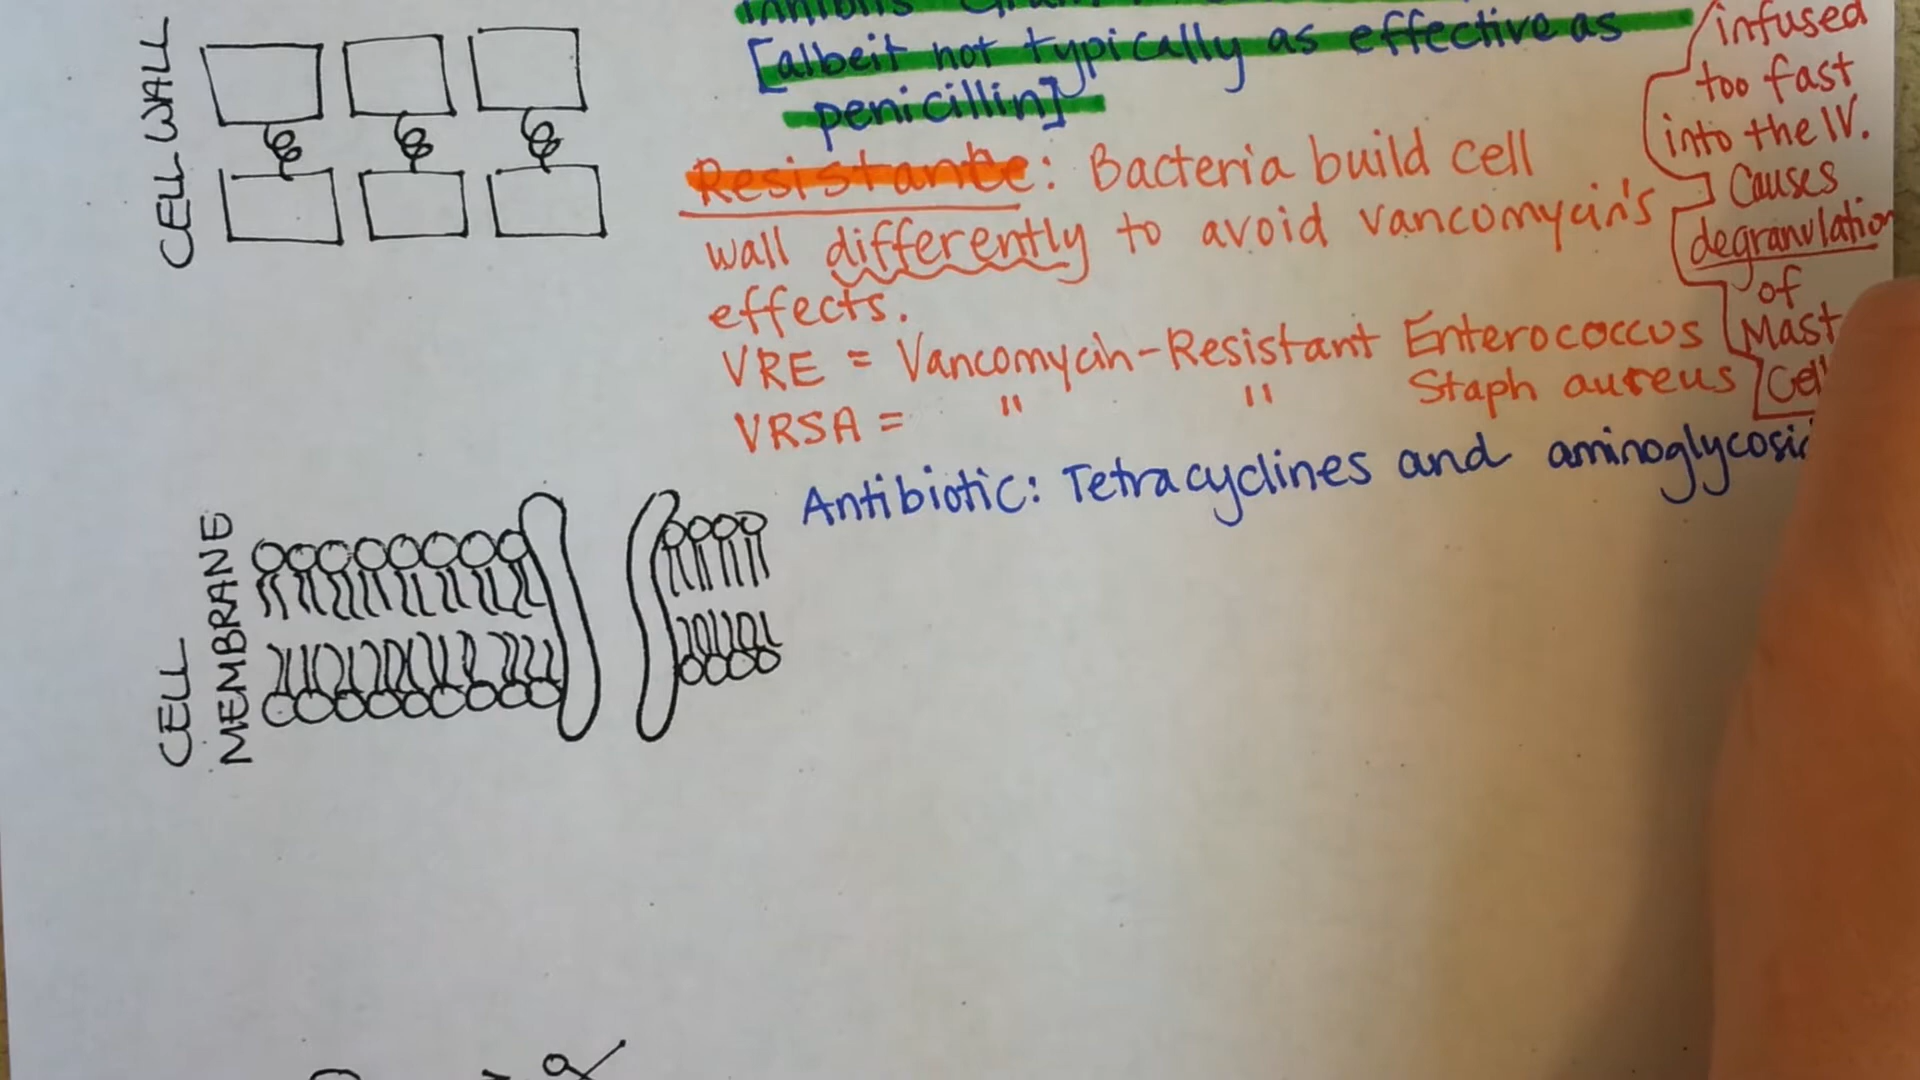 CELL WALL
[albeit not typically as effective as
penicillin]
Resistance: Bacteria build cell
wall differently to avoid vancomycin's
effects.
VRE = Vancomycin-Resistant Enterococcus
VRSA = " " Staph aureus
infused
too fast
into the IV.
Causes
degranulation
of
Mast
Antibiotic: Tetracyclines and
CELL
MEMBRANE